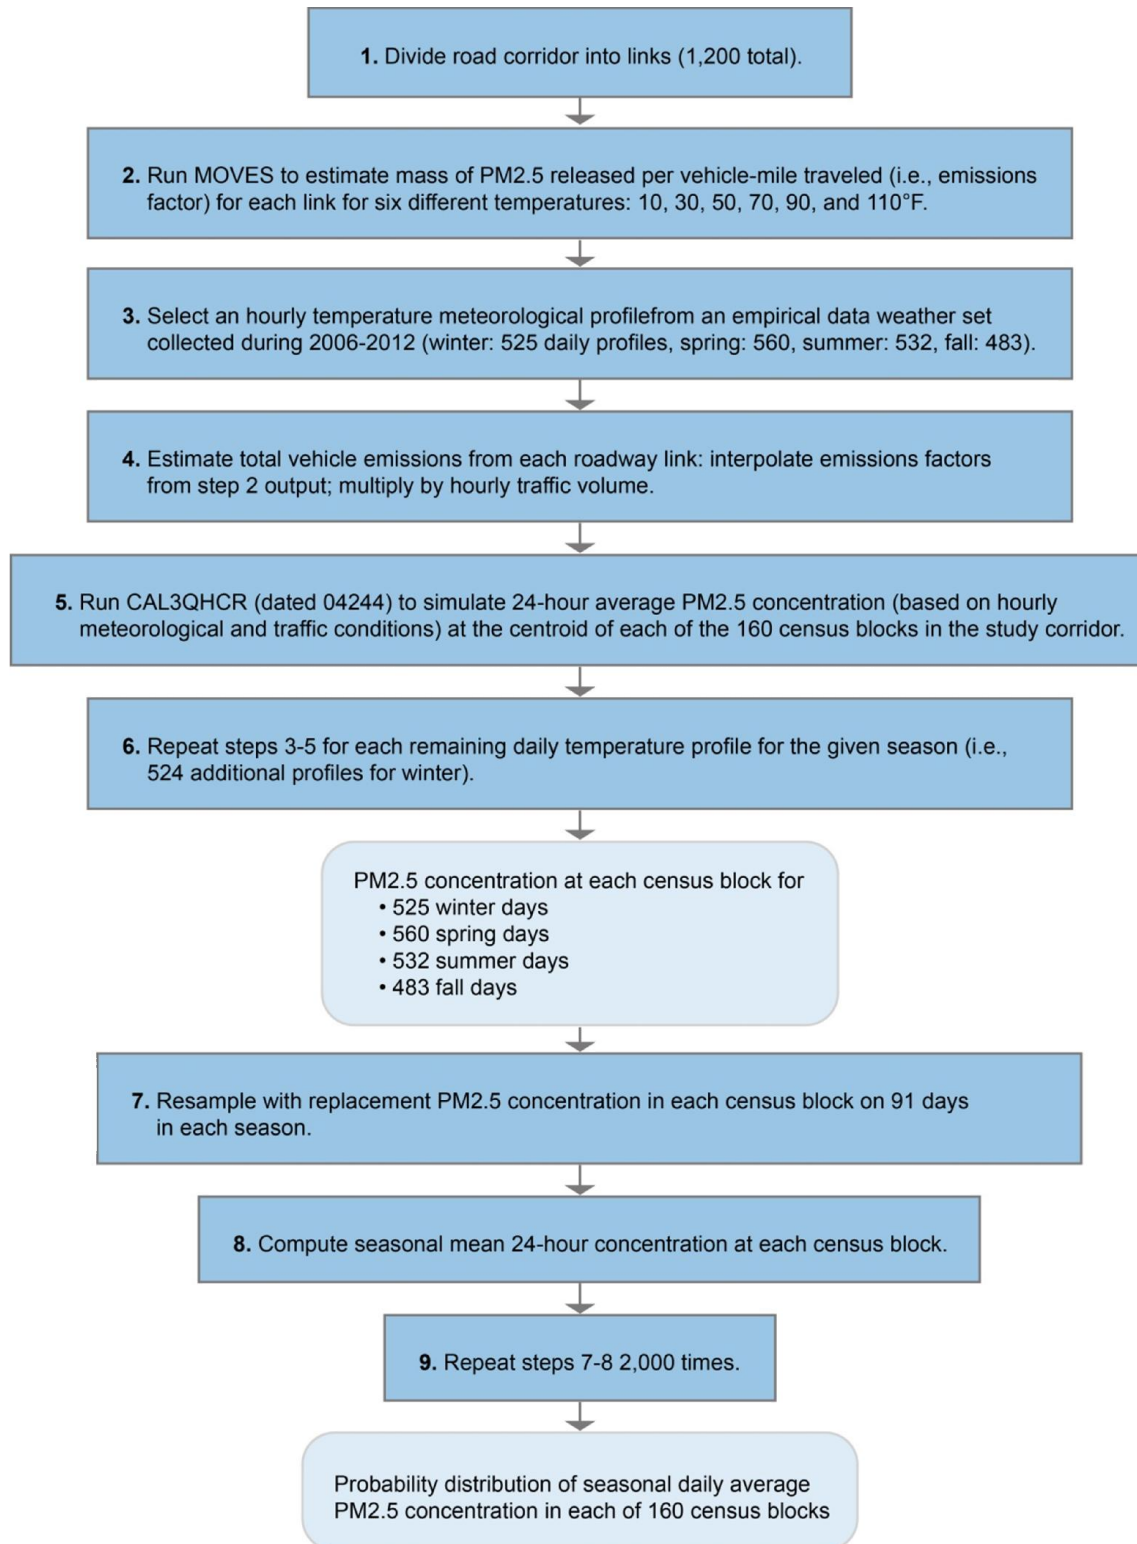 1. Divide road corridor into links (1,200 total).
2. Run MOVES to estimate mass of PM2.5 released per vehicle-mile traveled (i.e., emissions
factor) for each link for six different temperatures: 10, 30, 50, 70, 90, and 110°F.
3. Select an hourly temperature meteorological profilefrom an empirical data weather set
collected during 2006-2012 (winter: 525 daily profiles, spring: 560, summer: 532, fall: 483).
4. Estimate total vehicle emissions from each roadway link: interpolate emissions factors
from step 2 output; multiply by hourly traffic volume.
5. Run CAL3QHCR (dated 04244) to simulate 24-hour average PM2.5 concentration (based on hourly
meteorological and traffic conditions) at the centroid of each of the 160 census blocks in the study corridor.
6. Repeat steps 3-5 for each remaining daily temperature profile for the given season (i.e.,
524 additional profiles for winter).
PM2.5 concentration at each census block for
• 525 winter days
• 560 spring days
• 532 summer days
• 483 fall days
7. Resample with replacement PM2.5 concentration in each census block on 91 days
in each season.
8. Compute seasonal mean 24-hour concentration at each census block.
9. Repeat steps 7-8 2,000 times.
Probability distribution of seasonal daily average
PM2.5 concentration in each of 160 census blocks